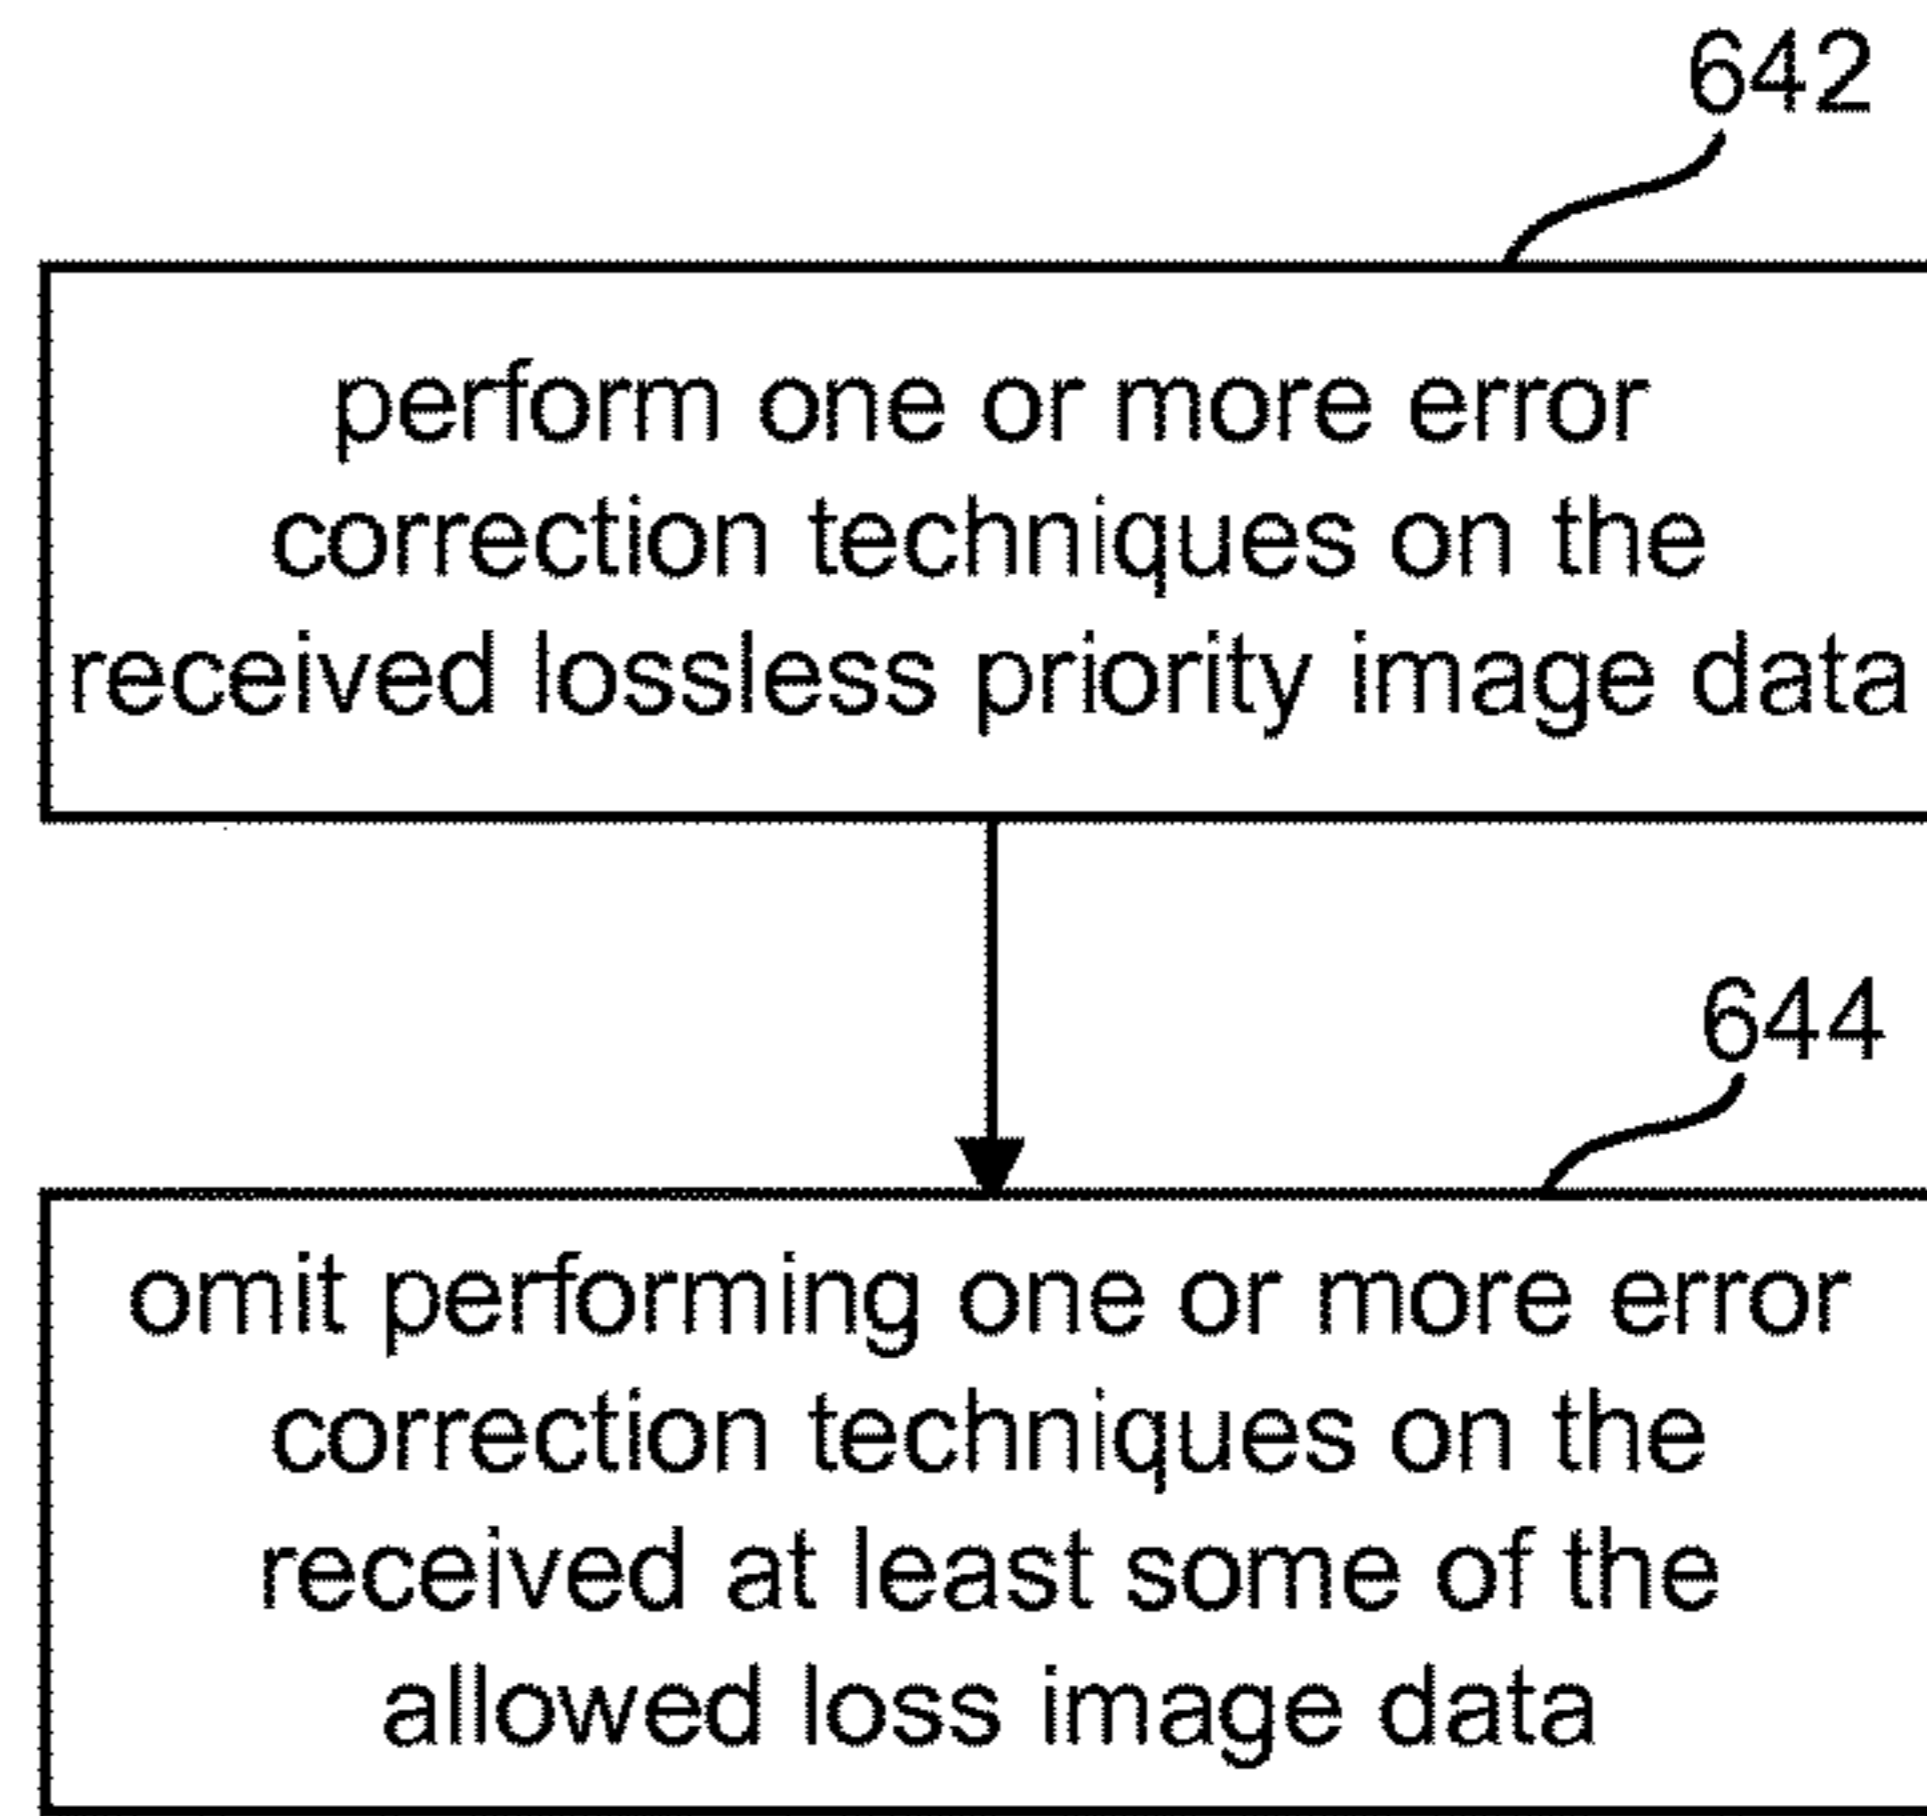 642
perform one or more error
correction techniques on the
received lossless priority image data
644
omit performing one or more error
correction techniques on the
received at least some of the
allowed loss image data